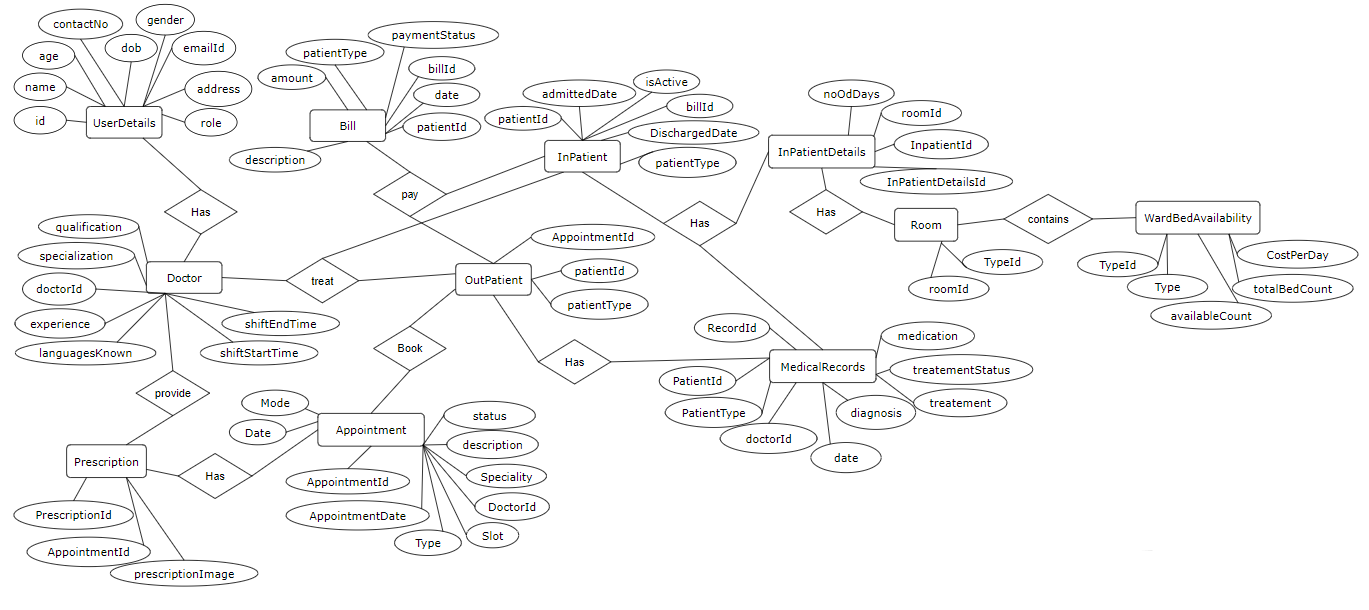 contactNo
gender
dob
emailId
age
name
address
id
role
UserDetails
paymentStatus
patientType
billId
amount
date
patientId
Bill
description
isActive
admittedDate
billId
patientId
DischargedDate
patientType
InPatient
noOdDays
roomId
InpatientId
InPatientDetails
InPatientDetailsId
pay
Has
Has
Has
Room
contains
WardBedAvailability
TypeId
roomId
TypeId
Type
availableCount
CostPerDay
totalBedCount
qualification
specialization
doctorId
experience
languagesKnown
Doctor
shiftEndTime
shiftStartTime
treat
OutPatient
AppointmentId
patientId
patientType
Book
Has
RecordId
PatientId
PatientType
doctorId
MedicalRecords
medication
treatementStatus
treatement
diagnosis
date
provide
Mode
Date
Appointment
status
description
Speciality
DoctorId
Slot
Type
AppointmentId
AppointmentDate
Prescription
Has
PrescriptionId
AppointmentId
prescriptionImage